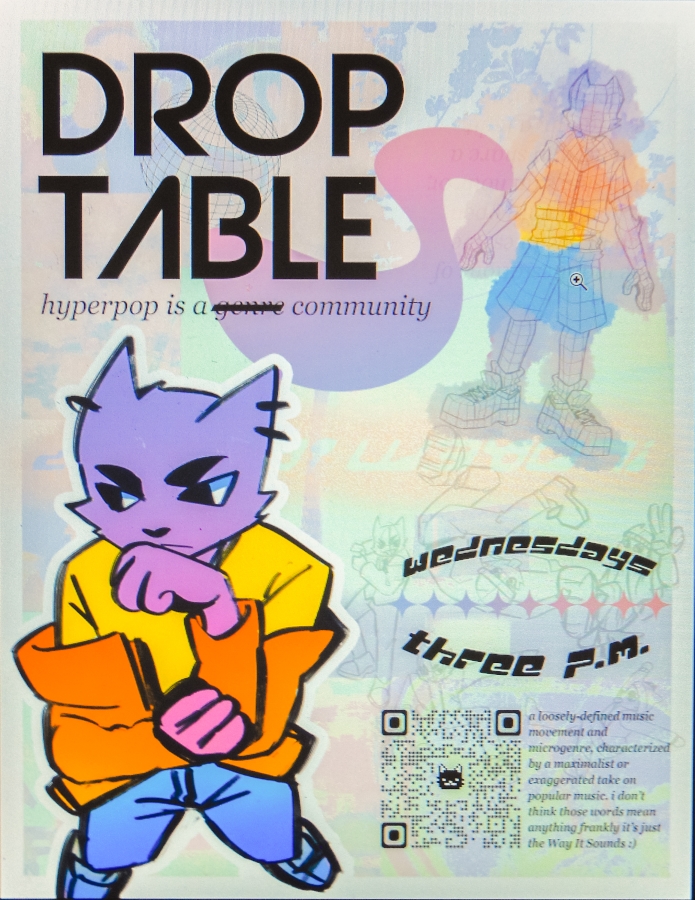 DROP
TABLE
hyperpop is a genre community
wednesdays
three p.m.
a loosely-defined music
movement and
microgenre, characterized
by a maximalist or
exaggerated take on
popular music. i don't
think those words mean
anything frankly it's just
the Way It Sounds :)